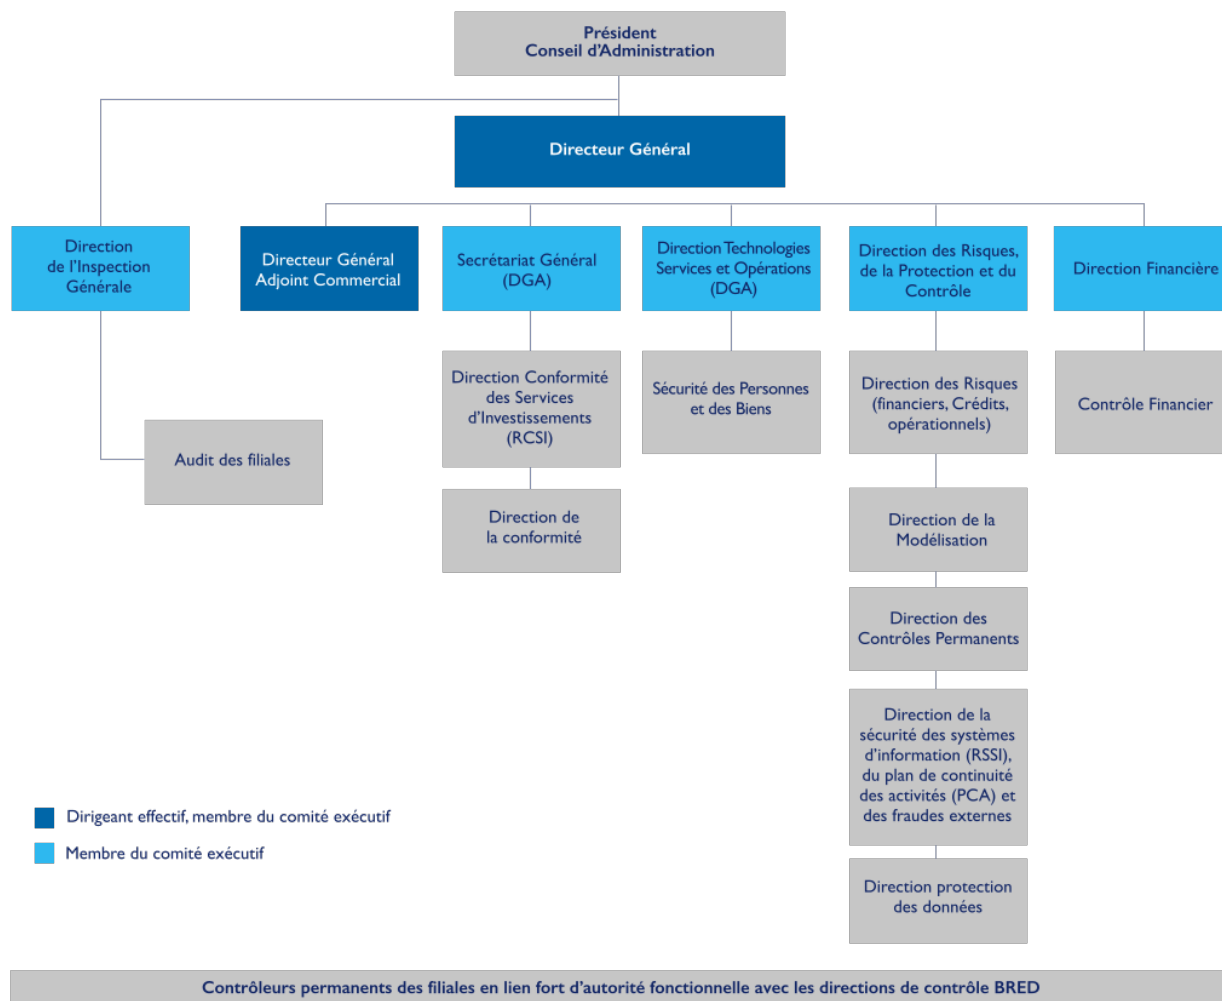 Président
Conseil d'Administration
Directeur Général
Direction
de l'Inspection
Générale
Directeur Général
Adjoint Commercial
Secrétariat Général
(DGA)
Direction Technologies
Services et Opérations
(DGA)
Direction des Risques,
de la Protection et du
Contrôle
Direction Financière
Direction Conformité
des Services
d'Investissements
(RCSI)
Sécurité des Personnes
et des Biens
Direction des Risques
(financiers, Crédits,
opérationnels)
Contrôle Financier
Audit des filiales
Direction de
la conformité
Direction de la
Modélisation
Direction des
Contrôles Permanents
Direction de la
sécurité des systèmes
d'information (RSSI),
du plan de continuité
des activités (PCA) et
des fraudes externes
Direction protection
des données
Dirigeant effectif, membre du comité exécutif
Membre du comité exécutif
Contrôleurs permanents des filiales en lien fort d'autorité fonctionnelle avec les directions de contrôle BRED